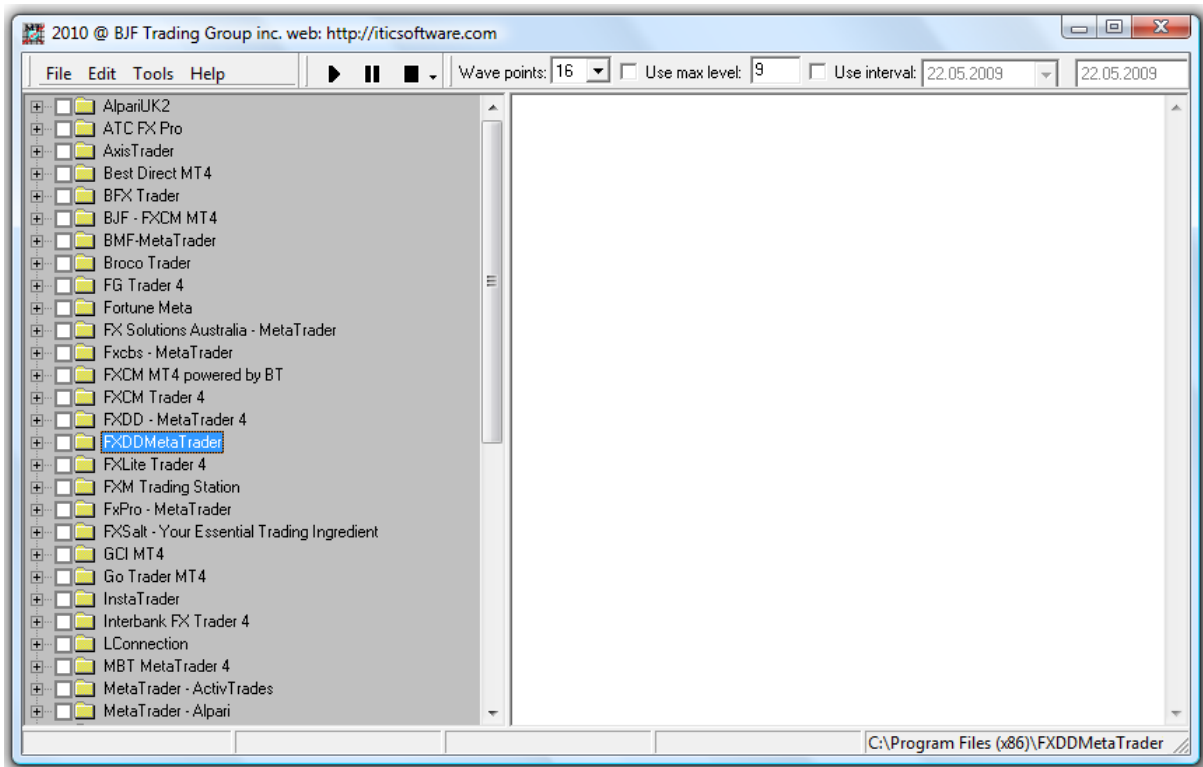 2010 @ BJF Trading Group inc. web: http://iticsoftware.com
File Edit Tools Help Wave points: 16 Use max level: 9 Use interval: 22.05.2009 22.05.2009
AlpariUK2
ATC FX Pro
AxisTrader
Best Direct MT4
BFX Trader
BJF - FXCM MT4
BMF-MetaTrader
Broco Trader
FG Trader 4
Fortune Meta
FX Solutions Australia - MetaTrader
Fxcbs - MetaTrader
FXCM MT4 powered by BT
FXCM Trader 4
FXDD - MetaTrader 4
FXDDMetaTrader
FXLite Trader 4
FXM Trading Station
FxPro - MetaTrader
FXSalt - Your Essential Trading Ingredient
GCI MT4
Go Trader MT4
InstaTrader
Interbank FX Trader 4
LConnection
MBT MetaTrader 4
MetaTrader - ActivTrades
MetaTrader - Alpari
C:\Program Files (x86)\FXDDMetaTrader